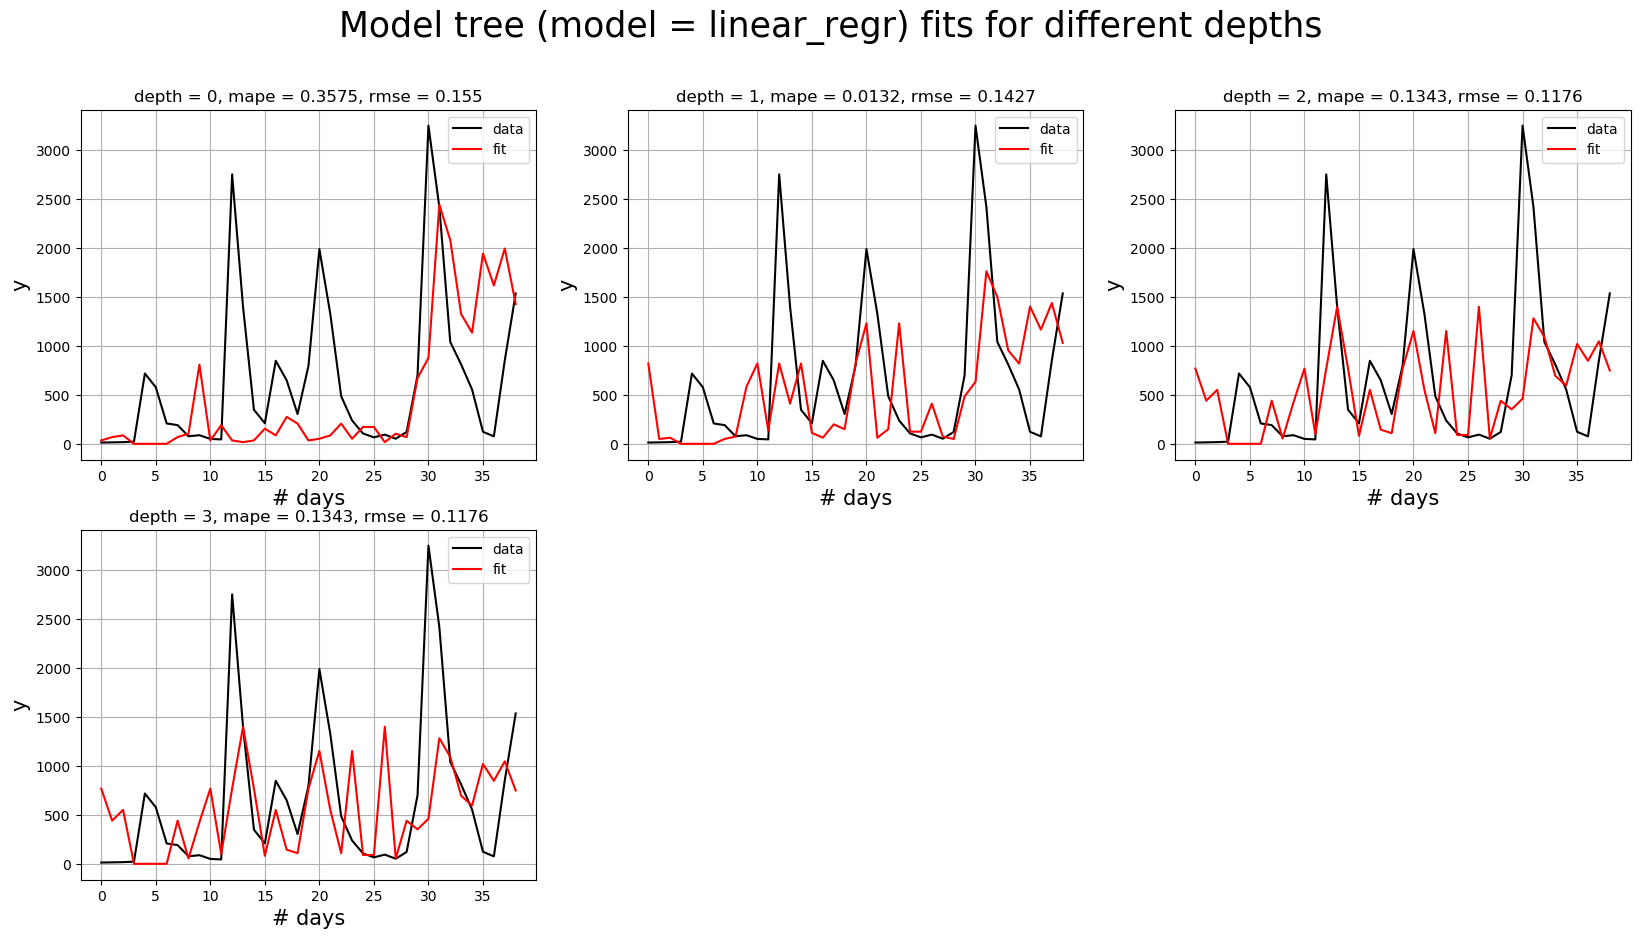 Model tree (model = linear_regr) fits for different depths
depth = 0, mape = 0.3575, rmse = 0.155
data
fit
3000
2500
2000
1500
1000
500
0
y
0 5 10 15 20 25 30 35
# days
depth = 1, mape = 0.0132, rmse = 0.1427
data
fit
3000
2500
2000
1500
1000
500
0
y
0 5 10 15 20 25 30 35
# days
depth = 2, mape = 0.1343, rmse = 0.1176
data
fit
3000
2500
2000
1500
1000
500
0
y
0 5 10 15 20 25 30 35
# days
depth = 3, mape = 0.1343, rmse = 0.1176
data
fit
3000
2500
2000
1500
1000
500
0
y
0 5 10 15 20 25 30 35
# days